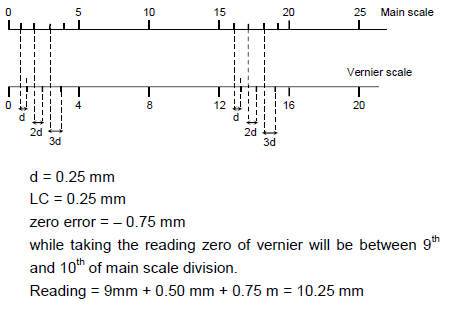 0 5 10 15 20 25 Main scale
Vernier scale
0 4 8 12 16 20
d d
2d 2d
3d 3d
d = 0.25 mm
LC = 0.25 mm
zero error = – 0.75 mm
while taking the reading zero of vernier will be between 9th
and 10th of main scale division.
Reading = 9mm + 0.50 mm + 0.75 m = 10.25 mm